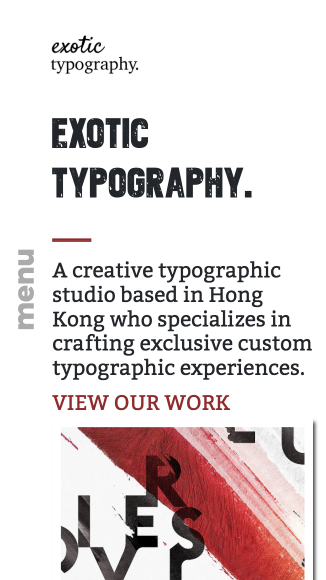 exotic
typography.
EXOTIC
TYPOGRAPHY.
menu
A creative typographic
studio based in Hong
Kong who specializes in
crafting exclusive custom
typographic experiences.
VIEW OUR WORK
R
LES